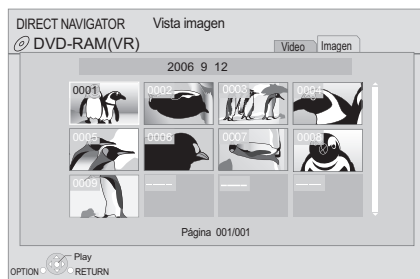 DIRECT NAVIGATOR Vista imagen
DVD-RAM(VR)
Video Imagen
2006 9 12
0001 0002 0003 0004
0005 0006 0007 0008
0009 ---- ---- ----
Página 001/001
Play
OPTION RETURN